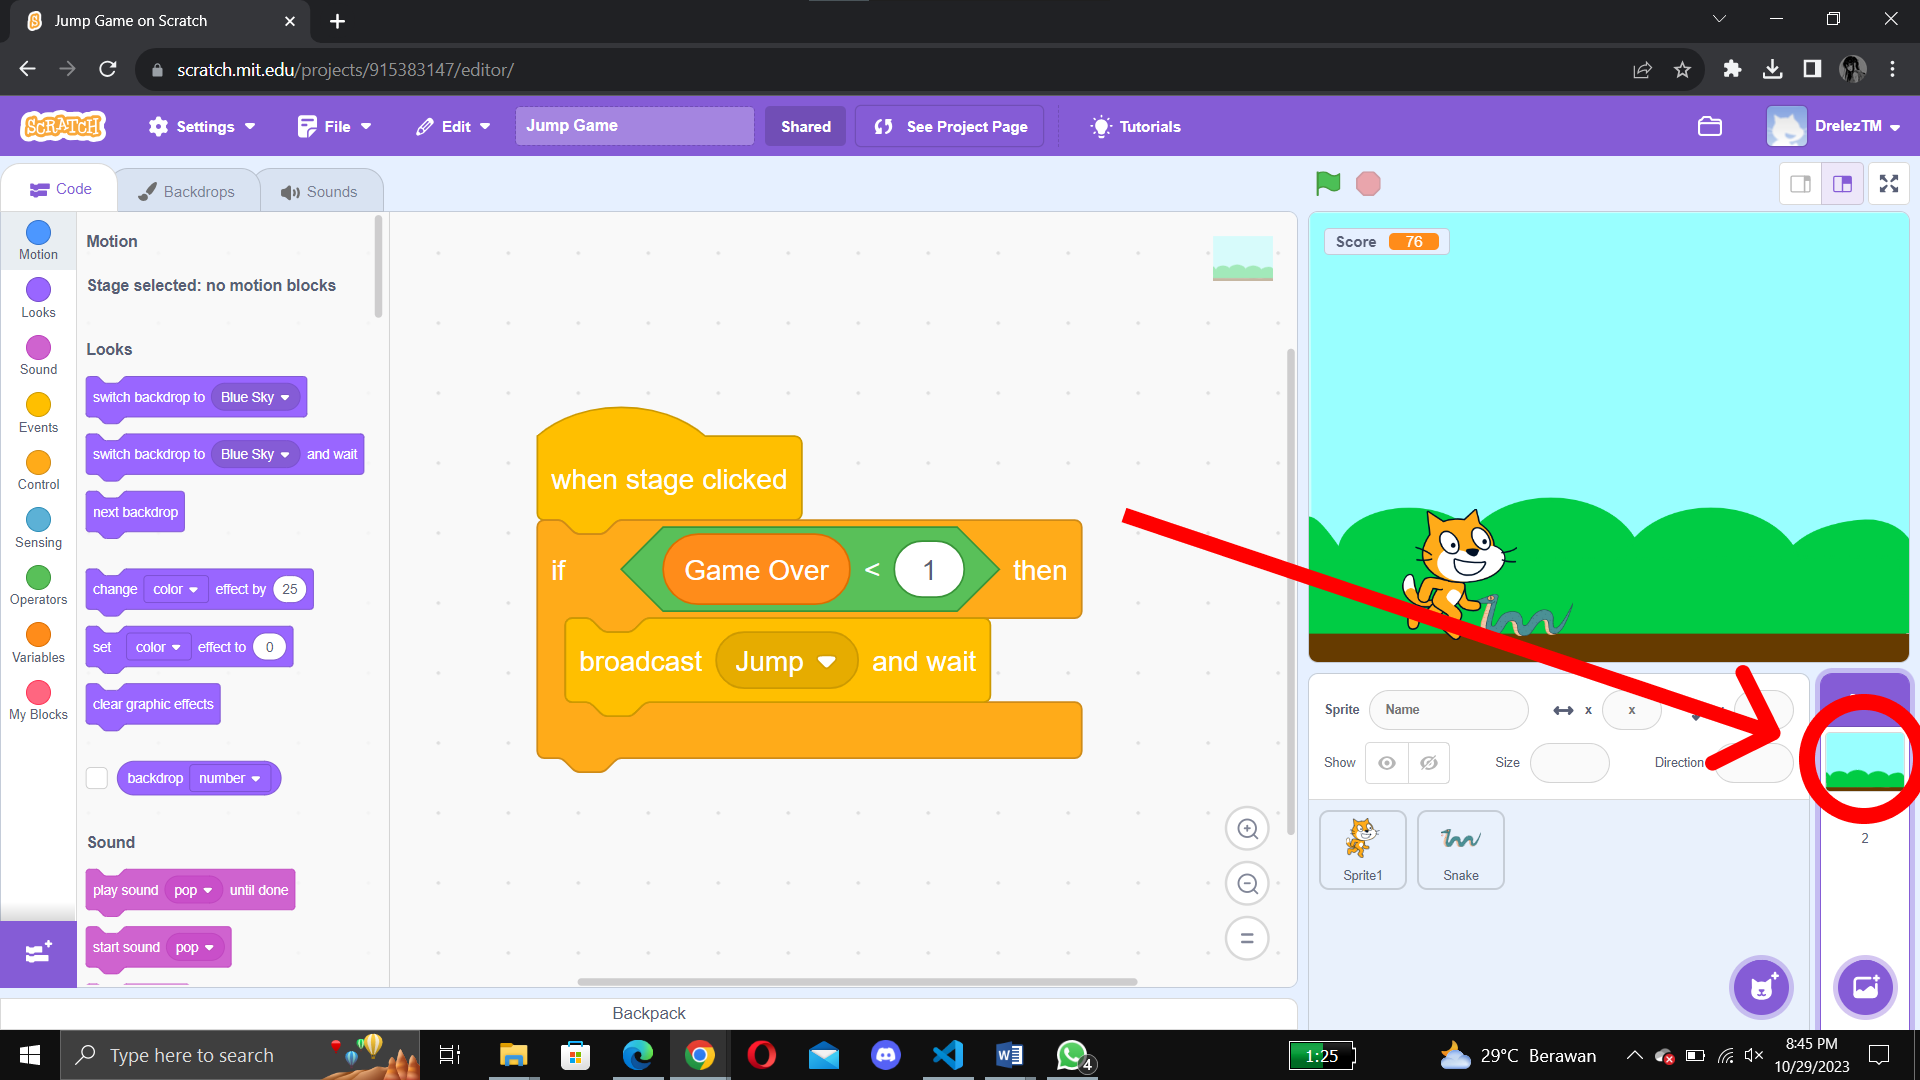 Jump Game on Scratch
scratch.mit.edu/projects/915383147/editor/
SCRATCH
Settings
File
Edit
Jump Game
Shared
See Project Page
Tutorials
DrelezTM
Code
Backdrops
Sounds
Motion
Looks
Sound
Events
Control
Sensing
Operators
Variables
My Blocks
Motion
Stage selected: no motion blocks
Looks
switch backdrop to Blue Sky
switch backdrop to Blue Sky and wait
next backdrop
change color effect by 25
set color effect to 0
clear graphic effects
backdrop number
Sound
play sound pop until done
start sound pop
when stage clicked
if Game Over < 1 then
broadcast Jump and wait
Score 76
Sprite Name x x
Show Size Direction
Sprite1
Snake
2
Backpack
Type here to search
4
1:25
29°C Berawan
8:45 PM
10/29/2023